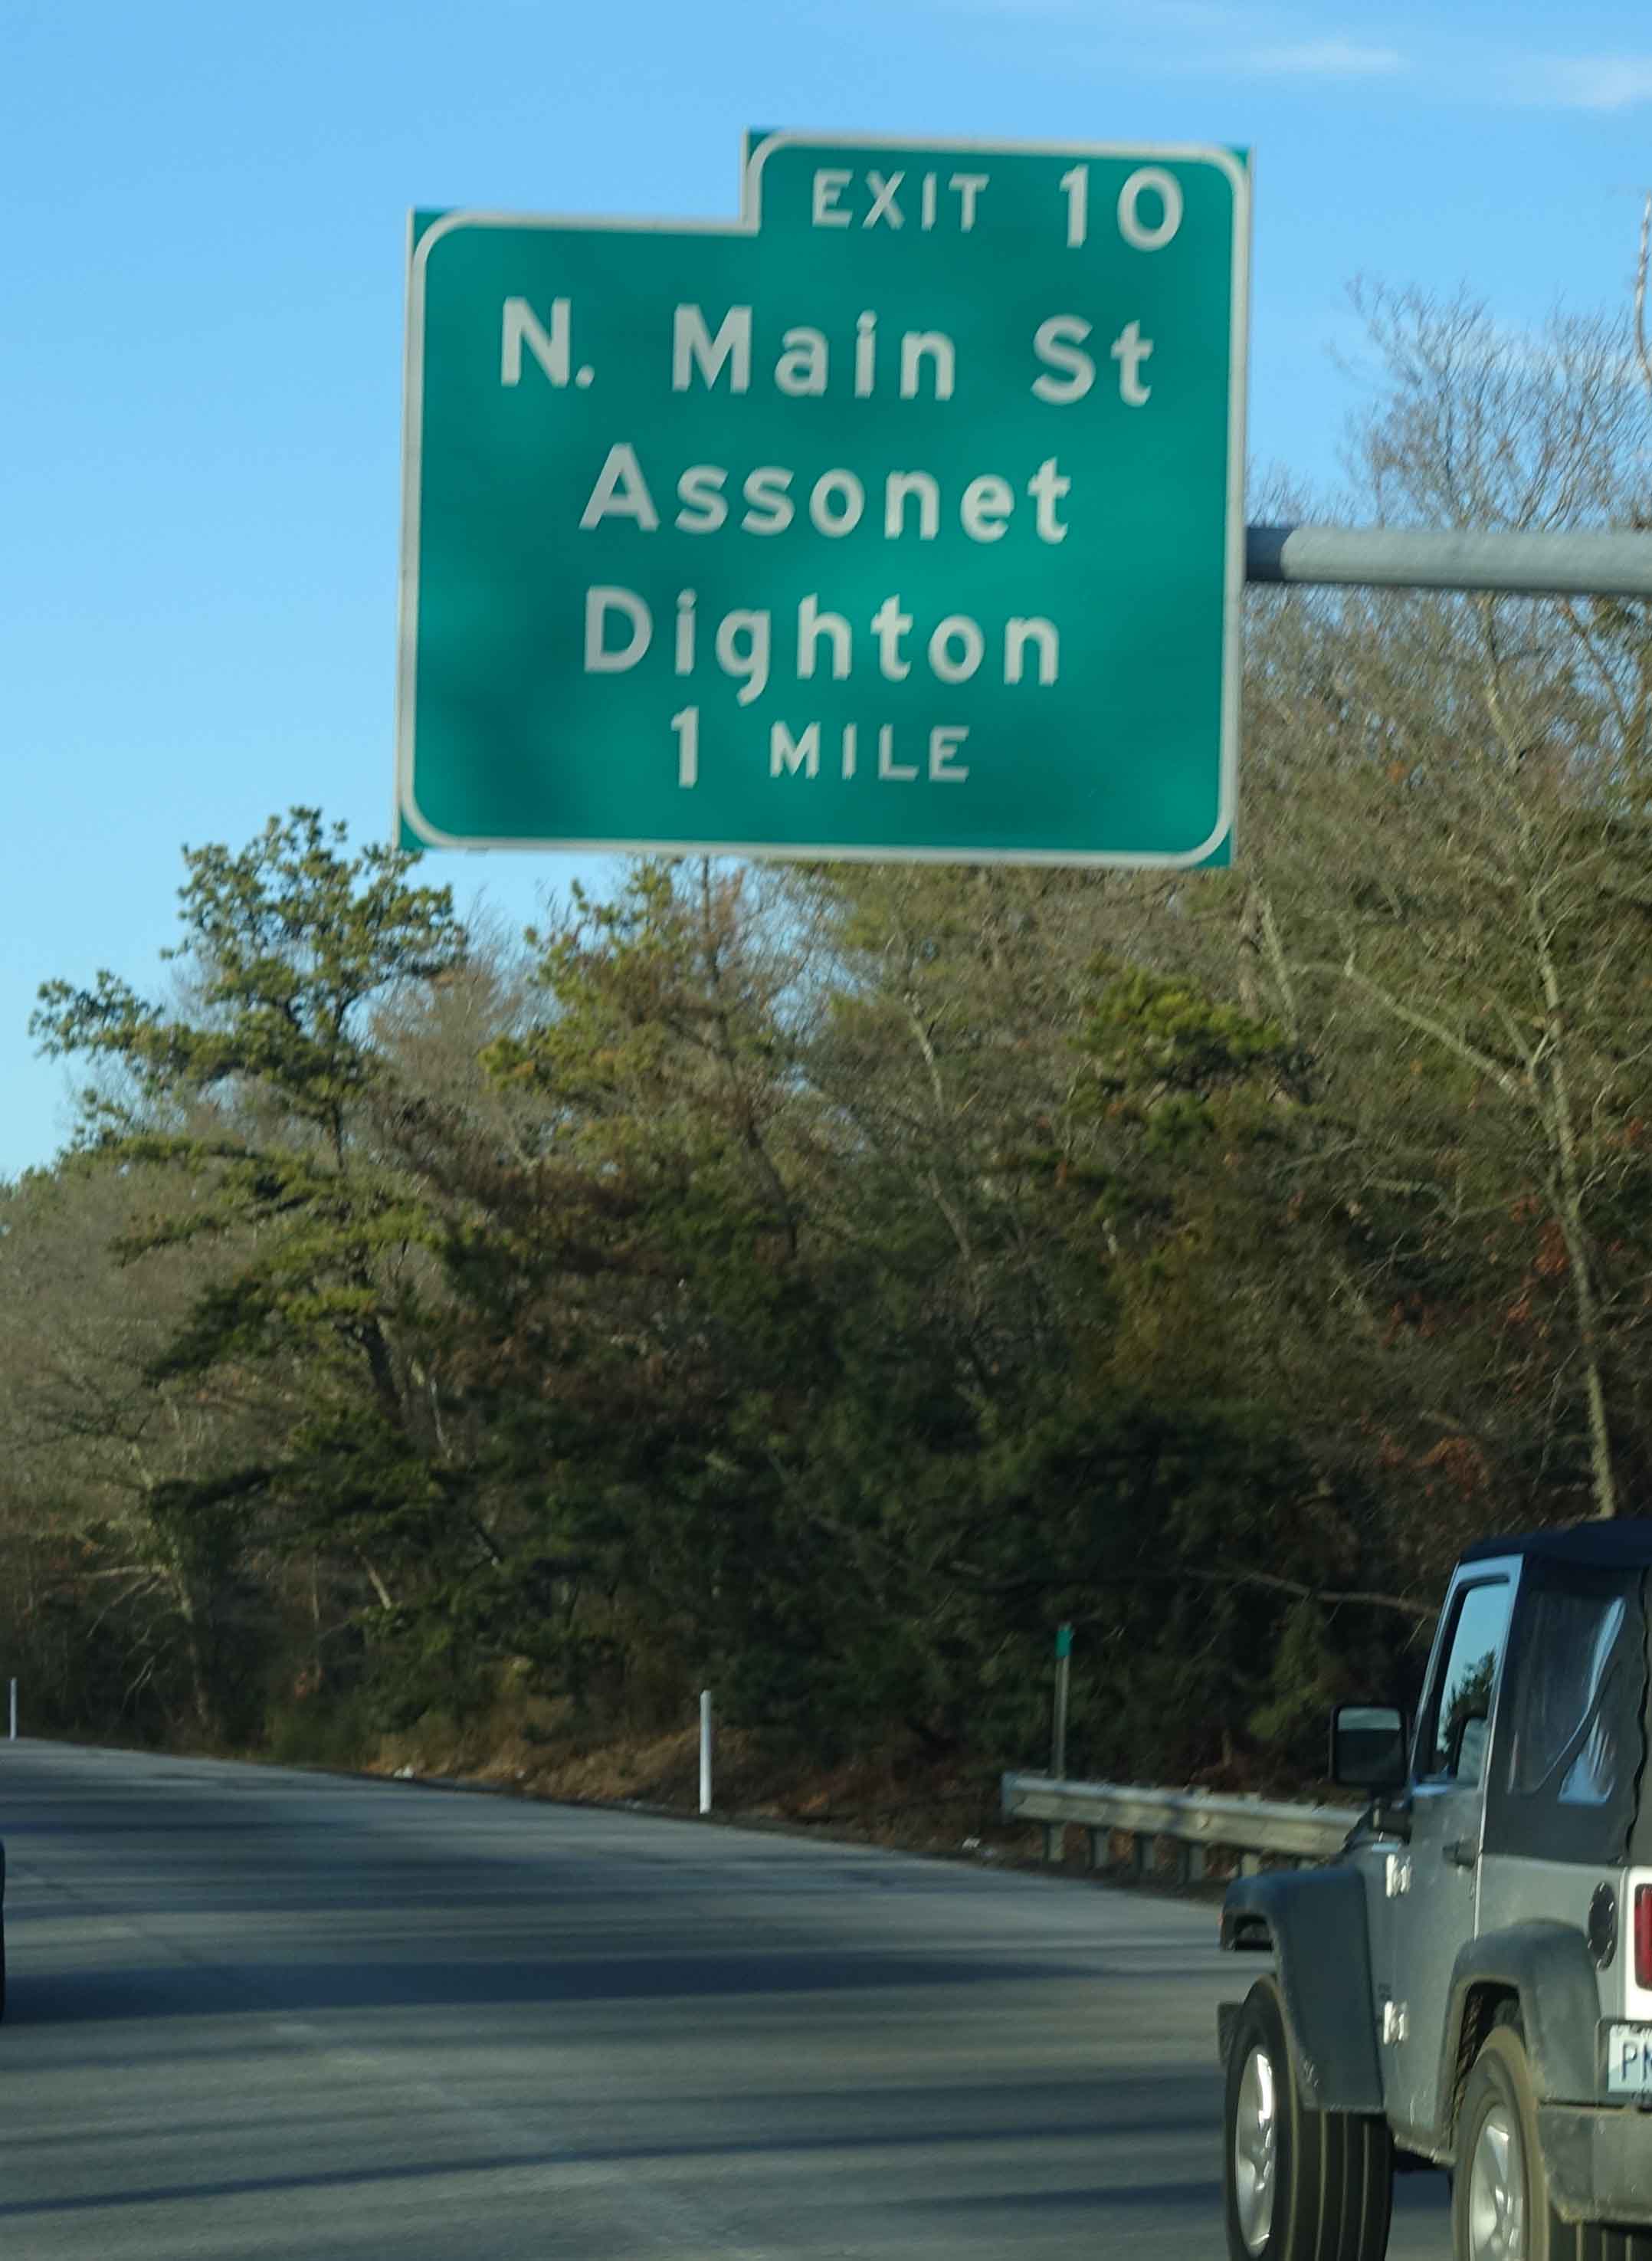 EXIT 10
N. Main St
Assonet
Dighton
1 MILE